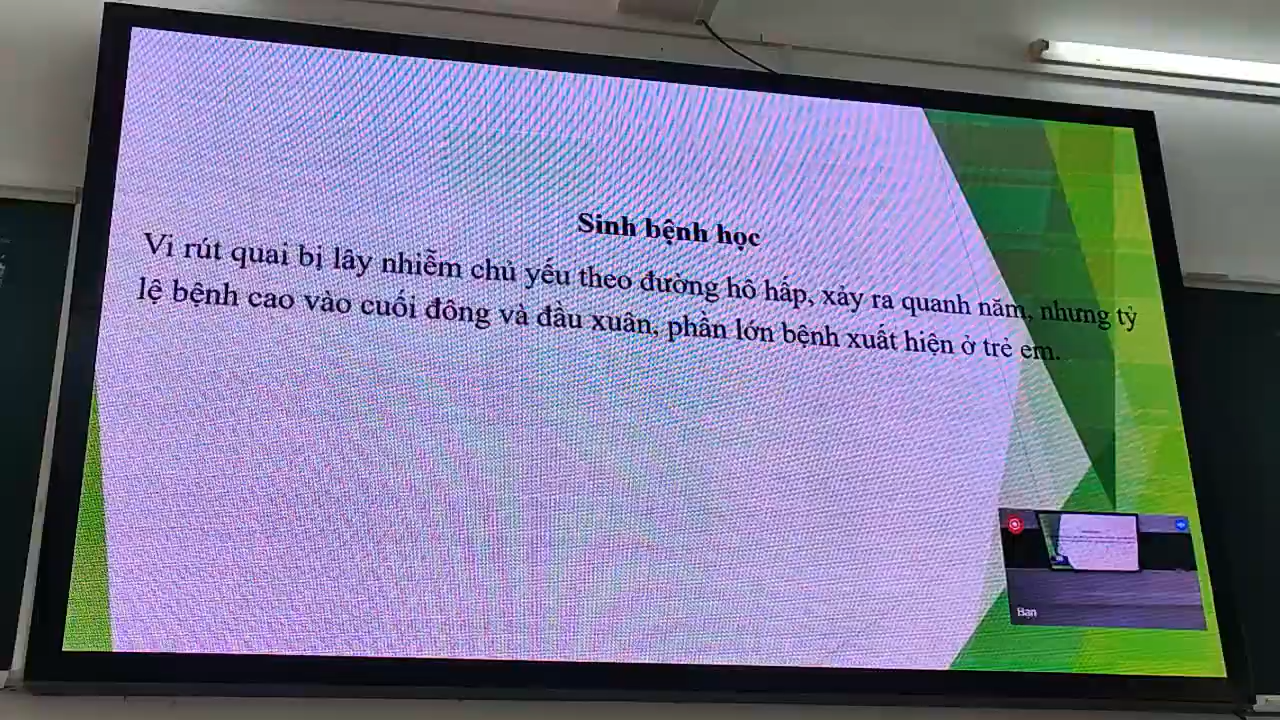 Sinh bệnh học
Vi rút quai bị lây nhiễm chủ yếu theo đường hô hấp, xảy ra quanh năm, nhưng tỷ
lệ bệnh cao vào cuối đông và đầu xuân, phần lớn bệnh xuất hiện ở trẻ em.
Bạn